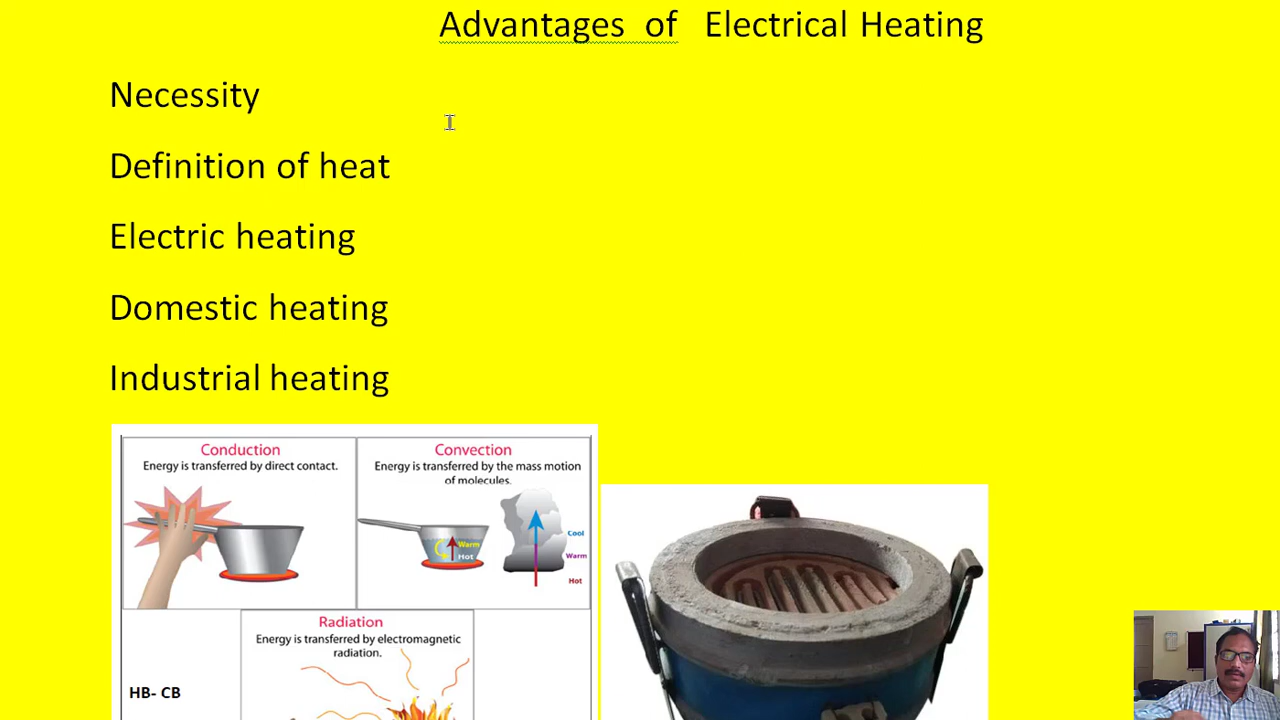 Advantages of Electrical Heating
Necessity
Definition of heat
Electric heating
Domestic heating
Industrial heating
Conduction
Energy is transferred by direct contact.
Convection
Energy is transferred by the mass motion
of molecules.
Warm
Hot
Cool
Warm
Hot
Radiation
Energy is transferred by electromagnetic
radiation.
HB- CB